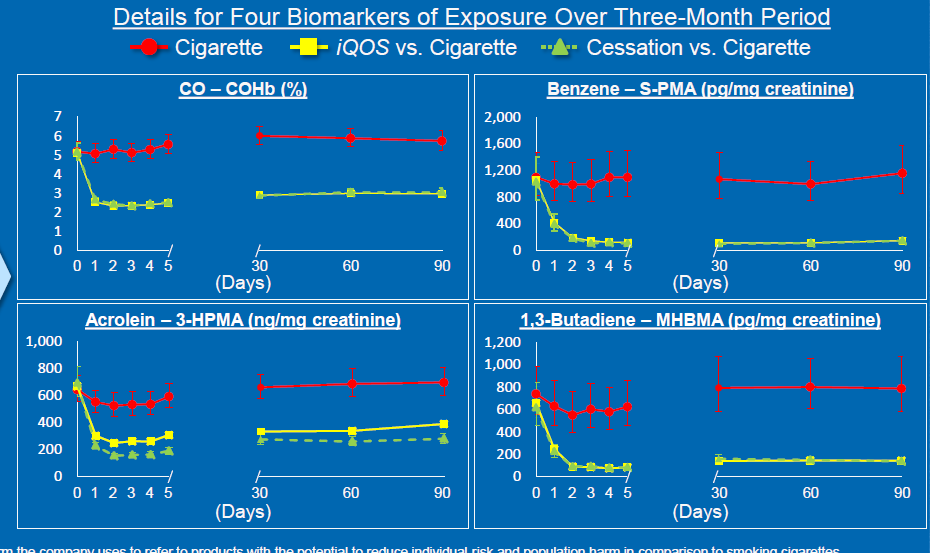 Details for Four Biomarkers of Exposure Over Three-Month Period
Cigarette iQOS vs. Cigarette Cessation vs. Cigarette
CO – COHb (%)
7
6
5
4
3
2
1
0
0 1 2 3 4 5 30 60 90
(Days)
Benzene – S-PMA (pg/mg creatinine)
2,000
1,600
1,200
800
400
0
0 1 2 3 4 5 30 60 90
(Days)
Acrolein – 3-HPMA (ng/mg creatinine)
1,000
800
600
400
200
0
0 1 2 3 4 5 30 60 90
(Days)
1,3-Butadiene – MHBMA (pg/mg creatinine)
1,200
1,000
800
600
400
200
0
0 1 2 3 4 5 30 60 90
(Days)
the company uses to refer to products with the potential to reduce individual risk and population harm in comparison to smoking cigarettes